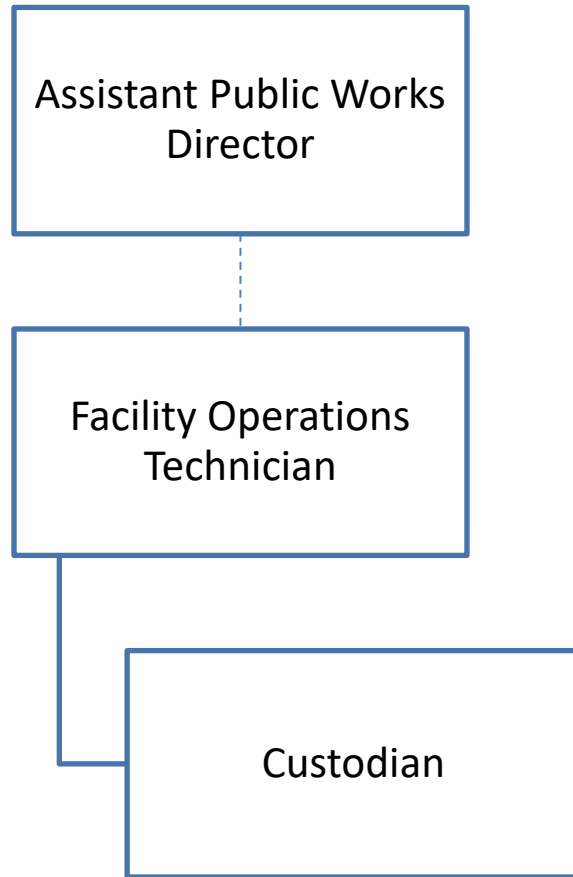 Assistant Public Works
Director
Facility Operations
Technician
Custodian